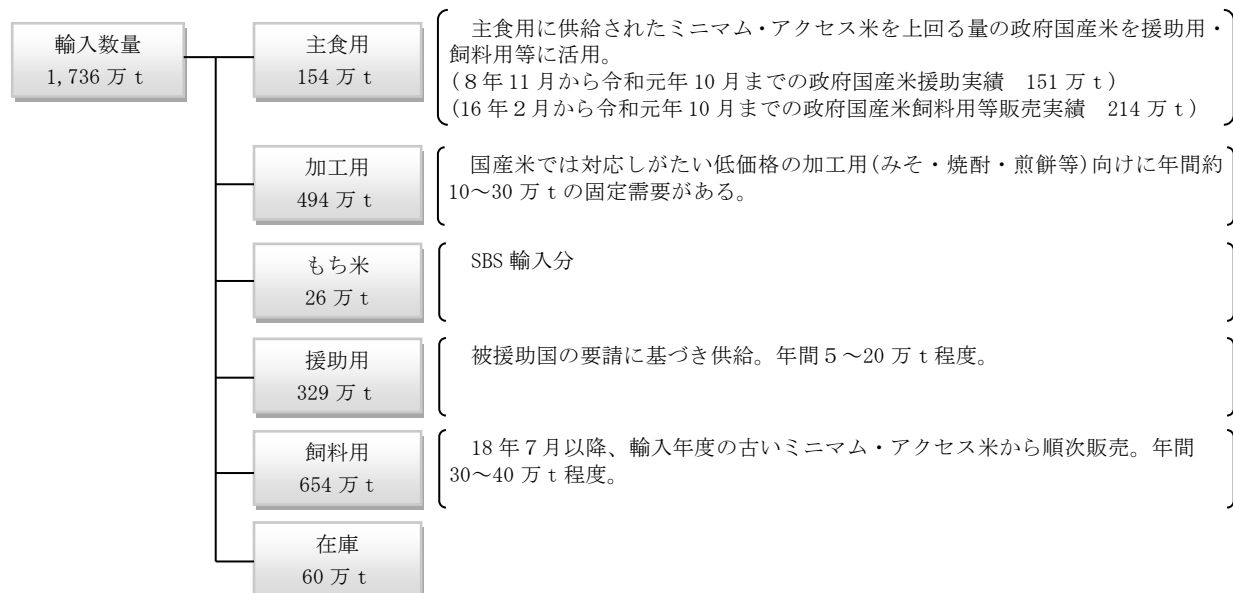 輸入数量
1,736 万 t
主食用
154 万 t
主食用に供給されたミニマム・アクセス米を上回る量の政府国産米を援助用・
飼料用等に活用。
(８年 11 月から令和元年 10 月までの政府国産米援助実績　151 万 t)
(16 年２月から令和元年 10 月までの政府国産米飼料用等販売実績　214 万 t)
加工用
494 万 t
国産米では対応しがたい低価格の加工用(みそ・焼酎・煎餅等)向けに年間約
10～30 万 t の固定需要がある。
もち米
26 万 t
SBS 輸入分
援助用
329 万 t
被援助国の要請に基づき供給。年間５～20 万 t 程度。
飼料用
654 万 t
18 年７月以降、輸入年度の古いミニマム・アクセス米から順次販売。年間
30～40 万 t 程度。
在庫
60 万 t